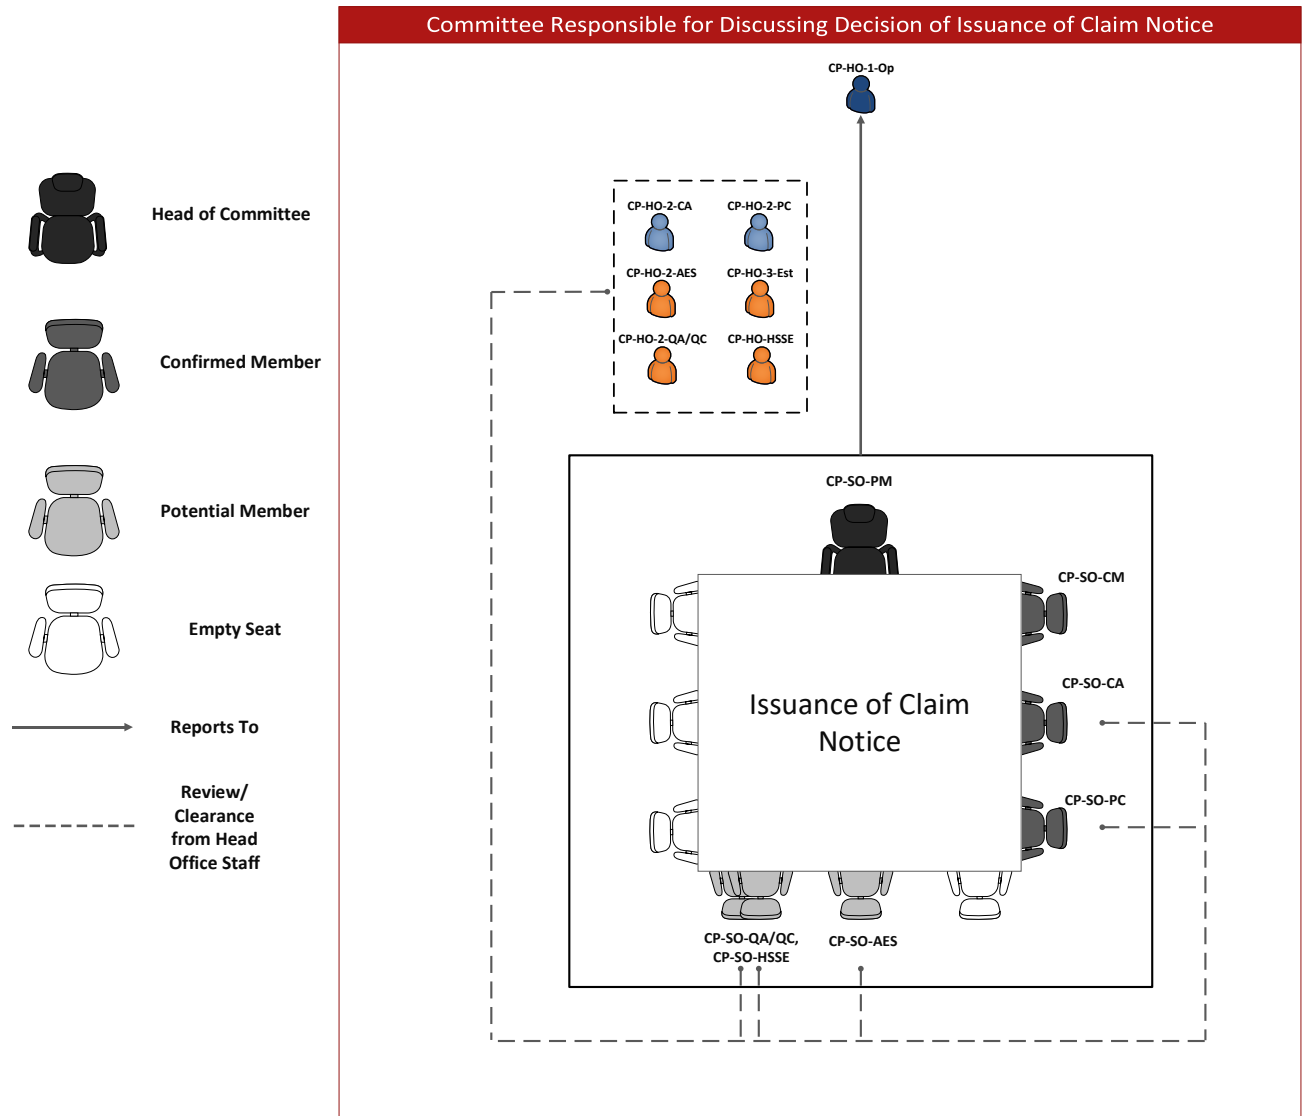 Committee Responsible for Discussing Decision of Issuance of Claim Notice
Head of Committee
Confirmed Member
Potential Member
Empty Seat
Reports To
Review/
Clearance
from Head
Office Staff
CP-HO-1-Op
CP-HO-2-CA
CP-HO-2-PC
CP-HO-2-AES
CP-HO-3-Est
CP-HO-2-QA/QC
CP-HO-HSSE
CP-SO-PM
CP-SO-CM
CP-SO-CA
Issuance of Claim
Notice
CP-SO-PC
CP-SO-QA/QC,
CP-SO-HSSE
CP-SO-AES